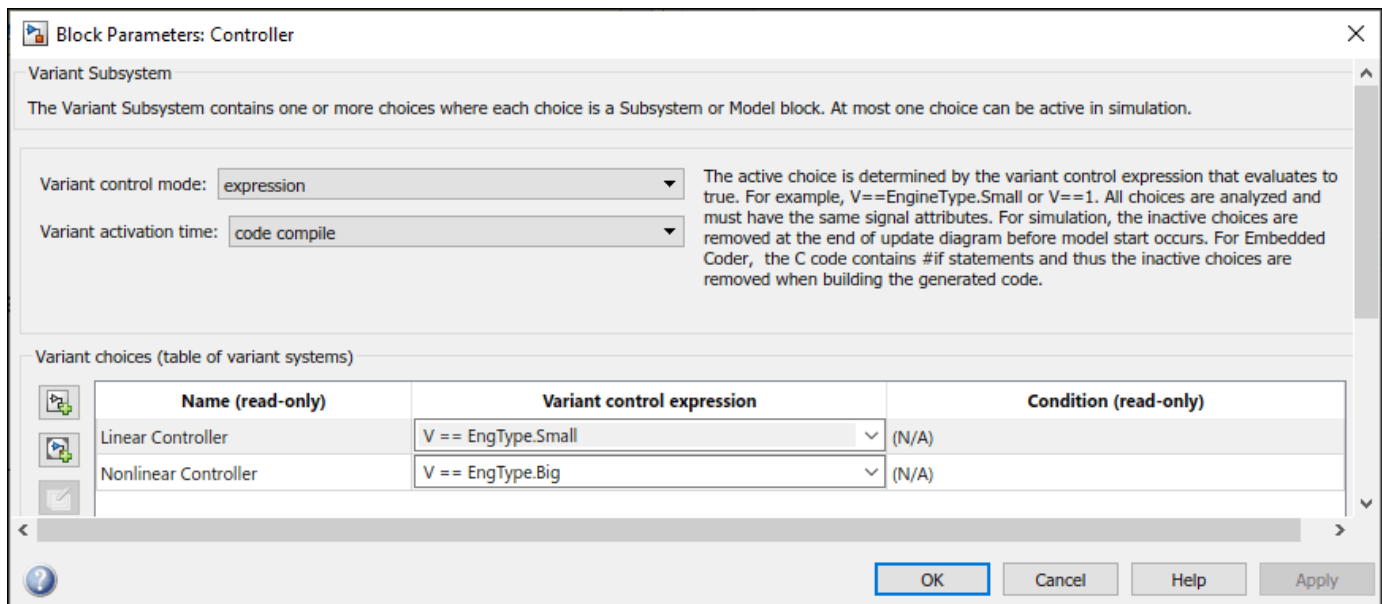 Block Parameters: Controller
Variant Subsystem
The Variant Subsystem contains one or more choices where each choice is a Subsystem or Model block. At most one choice can be active in simulation.
Variant control mode: expression
Variant activation time: code compile
The active choice is determined by the variant control expression that evaluates to
true. For example, V==EngineType.Small or V==1. All choices are analyzed and
must have the same signal attributes. For simulation, the inactive choices are
removed at the end of update diagram before model start occurs. For Embedded
Coder, the C code contains #if statements and thus the inactive choices are
removed when building the generated code.
Variant choices (table of variant systems)
Name (read-only) Variant control expression Condition (read-only)
Linear Controller V == EngType.Small (N/A)
Nonlinear Controller V == EngType.Big (N/A)
? OK Cancel Help Apply